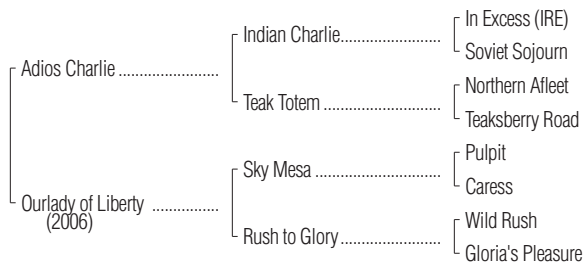 In Excess (IRE)
Indian Charlie
Soviet Sojourn
Adios Charlie
Northern Afleet
Teak Totem
Teaksberry Road
Pulpit
Sky Mesa
Caress
Ourlady of Liberty
(2006)
Wild Rush
Rush to Glory
Gloria's Pleasure